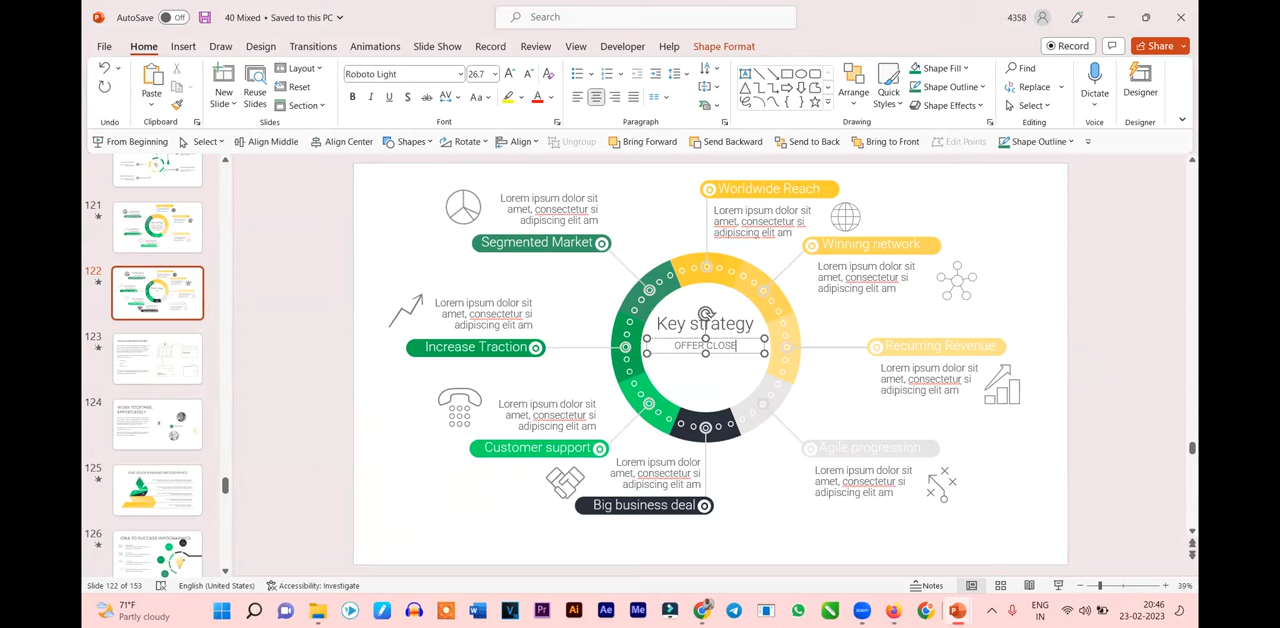 AutoSave Off 40 Mixed • Saved to this PC Search 4358
File Home Insert Draw Design Transitions Animations Slide Show Record Review View Developer Help Shape Format Record Share
Paste New Slide Reuse Slides Layout Reset Section
Roboto Light 26.7
Arrange Quick Styles Shape Fill Shape Outline Shape Effects
Find Replace Select Dictate Designer
Undo Clipboard Slides Font Paragraph Drawing Editing Voice Designer
From Beginning Select Align Middle Align Center Shapes Rotate Align Ungroup Bring Forward Send Backward Send to Back Bring to Front Edit Points Shape Outline
121
122
123
124
125
126
Lorem ipsum dolor sit
amet, consectetur si
adipiscing elit am
Segmented Market
Worldwide Reach
Lorem ipsum dolor sit
amet, consectetur si
adipiscing elit am
Winning network
Lorem ipsum dolor sit
amet, consectetur si
adipiscing elit am
Lorem ipsum dolor sit
amet, consectetur si
adipiscing elit am
Increase Traction
Key strategy
OFFER CLOSE
Recurring Revenue
Lorem ipsum dolor sit
amet, consectetur si
adipiscing elit am
Lorem ipsum dolor sit
amet, consectetur si
adipiscing elit am
Customer support
Agile progression
Lorem ipsum dolor sit
amet, consectetur si
adipiscing elit am
Lorem ipsum dolor sit
amet, consectetur si
adipiscing elit am
Big business deal
Slide 122 of 153 English (United States) Accessibility: Investigate Notes 39%
71°F
Partly cloudy
ENG
IN
20:46
23-02-2023